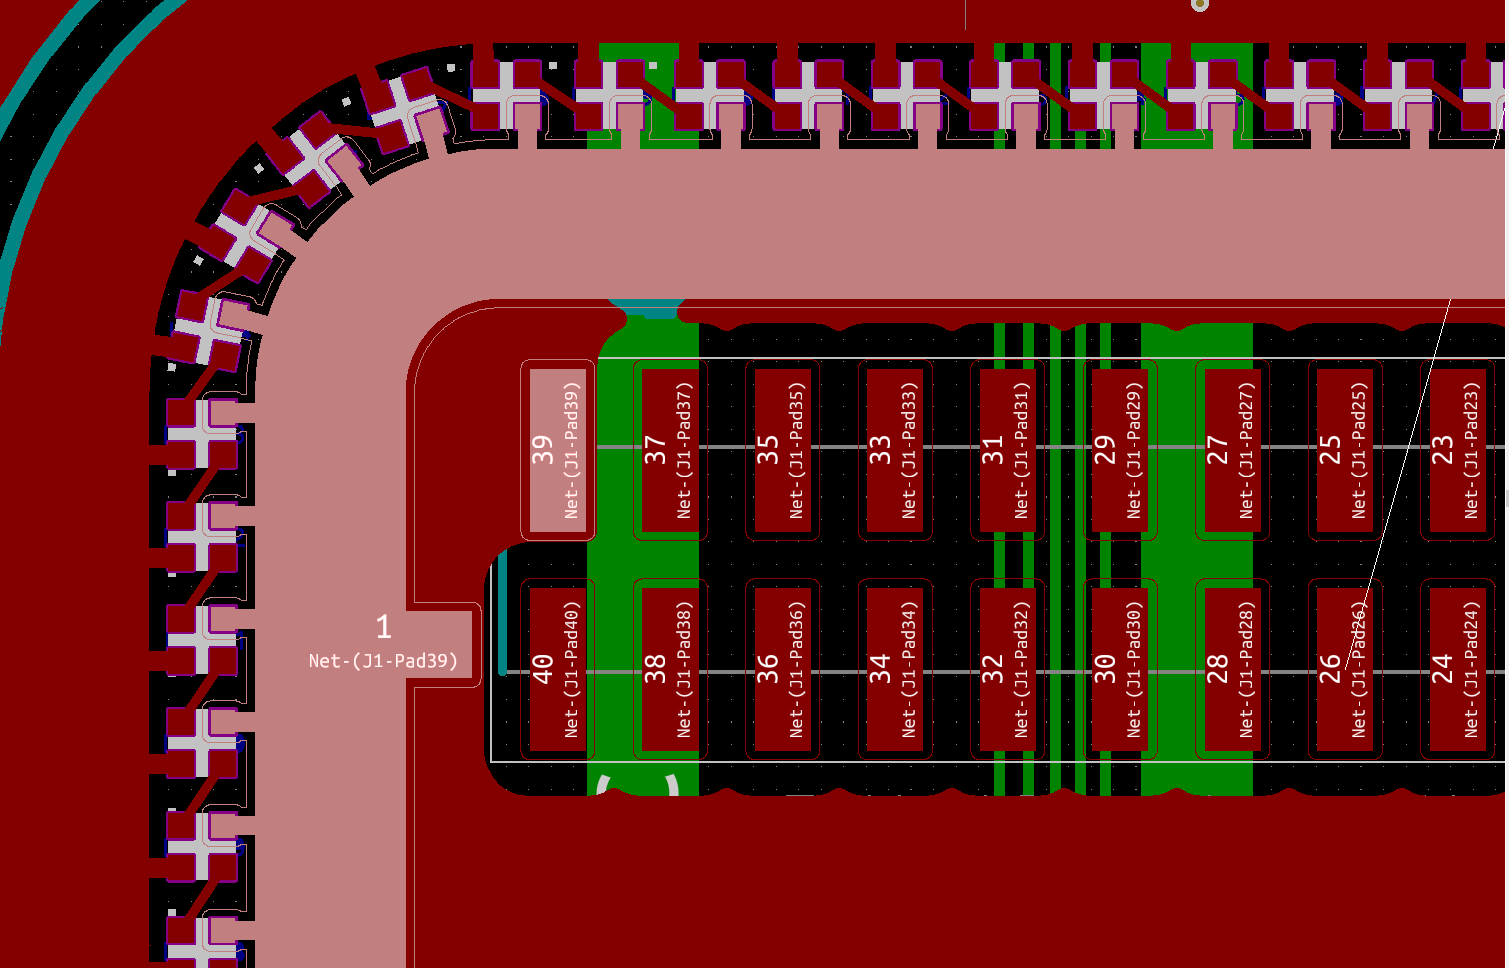 39
Net-(J1-Pad39)
37
Net-(J1-Pad37)
35
Net-(J1-Pad35)
33
Net-(J1-Pad33)
31
Net-(J1-Pad31)
29
Net-(J1-Pad29)
27
Net-(J1-Pad27)
25
Net-(J1-Pad25)
23
Net-(J1-Pad23)
1
Net-(J1-Pad39)
40
Net-(J1-Pad40)
38
Net-(J1-Pad38)
36
Net-(J1-Pad36)
34
Net-(J1-Pad34)
32
Net-(J1-Pad32)
30
Net-(J1-Pad30)
28
Net-(J1-Pad28)
26
Net-(J1-Pad26)
24
Net-(J1-Pad24)